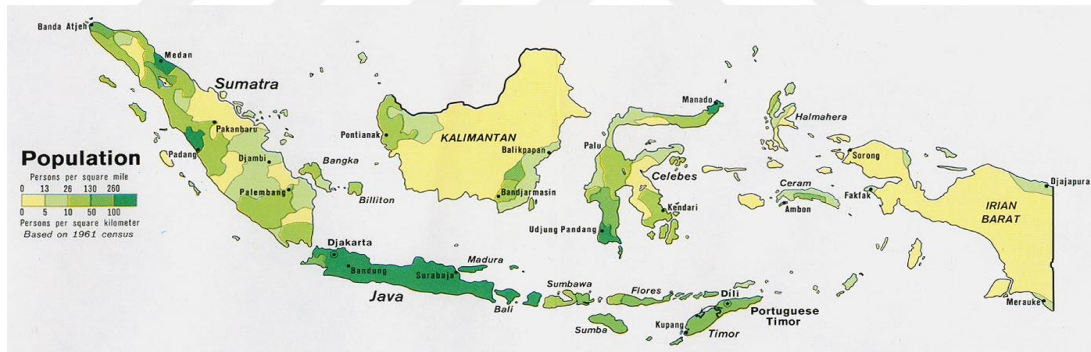 Banda Atjeh
Medan
Sumatra
Pakanbaru
Padang
Djambi
Palembang
Bangka
Billiton
Population
Persons per square mile
0 13 26 130 260
0 5 10 50 100
Persons per square kilometer
Based on 1961 census
Pontianak
KALIMANTAN
Balikpapan
Bandjarmasin
Manado
Palu
Celebes
Kendari
Udjung Pandang
Halmahera
Sorong
Ceram
Ambon
Fakfak
Djajapura
IRIAN
BARAT
Merauke
Djakarta
Bandung
Surabaja
Madura
Java
Bali
Sumbawa
Flores
Sumba
Dili
Portuguese
Timor
Kupang
Timor